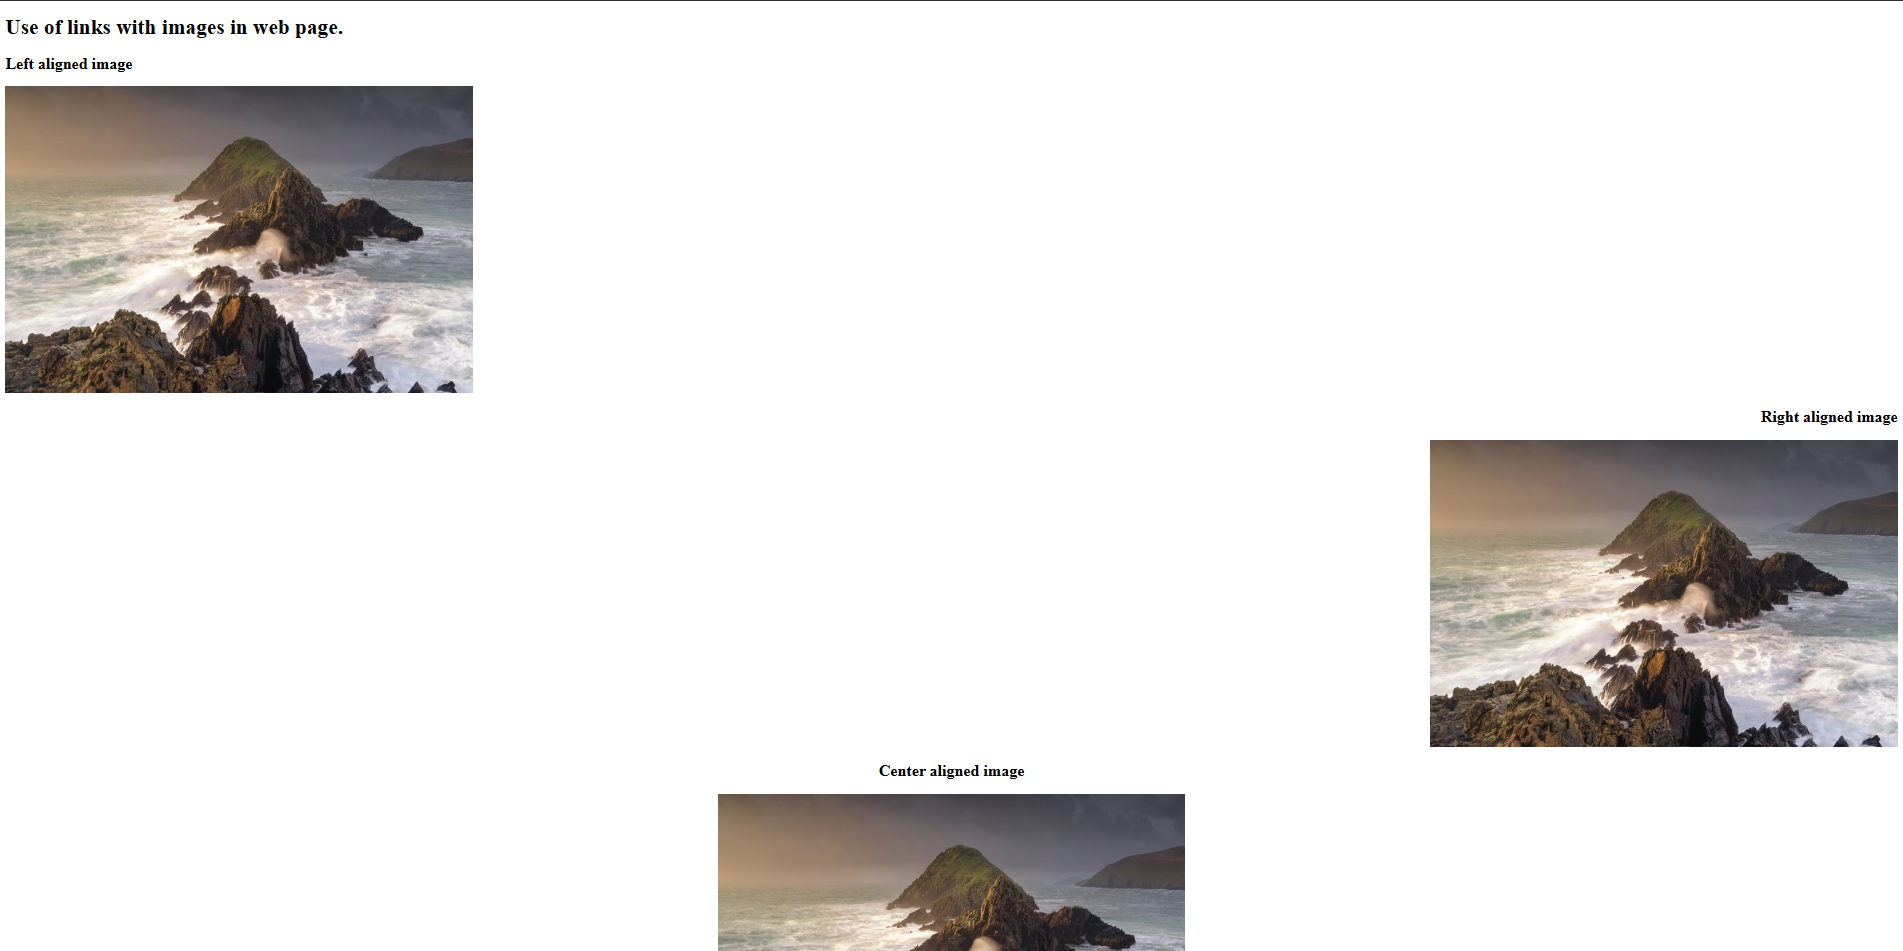 Use of links with images in web page.
Left aligned image
Right aligned image
Center aligned image